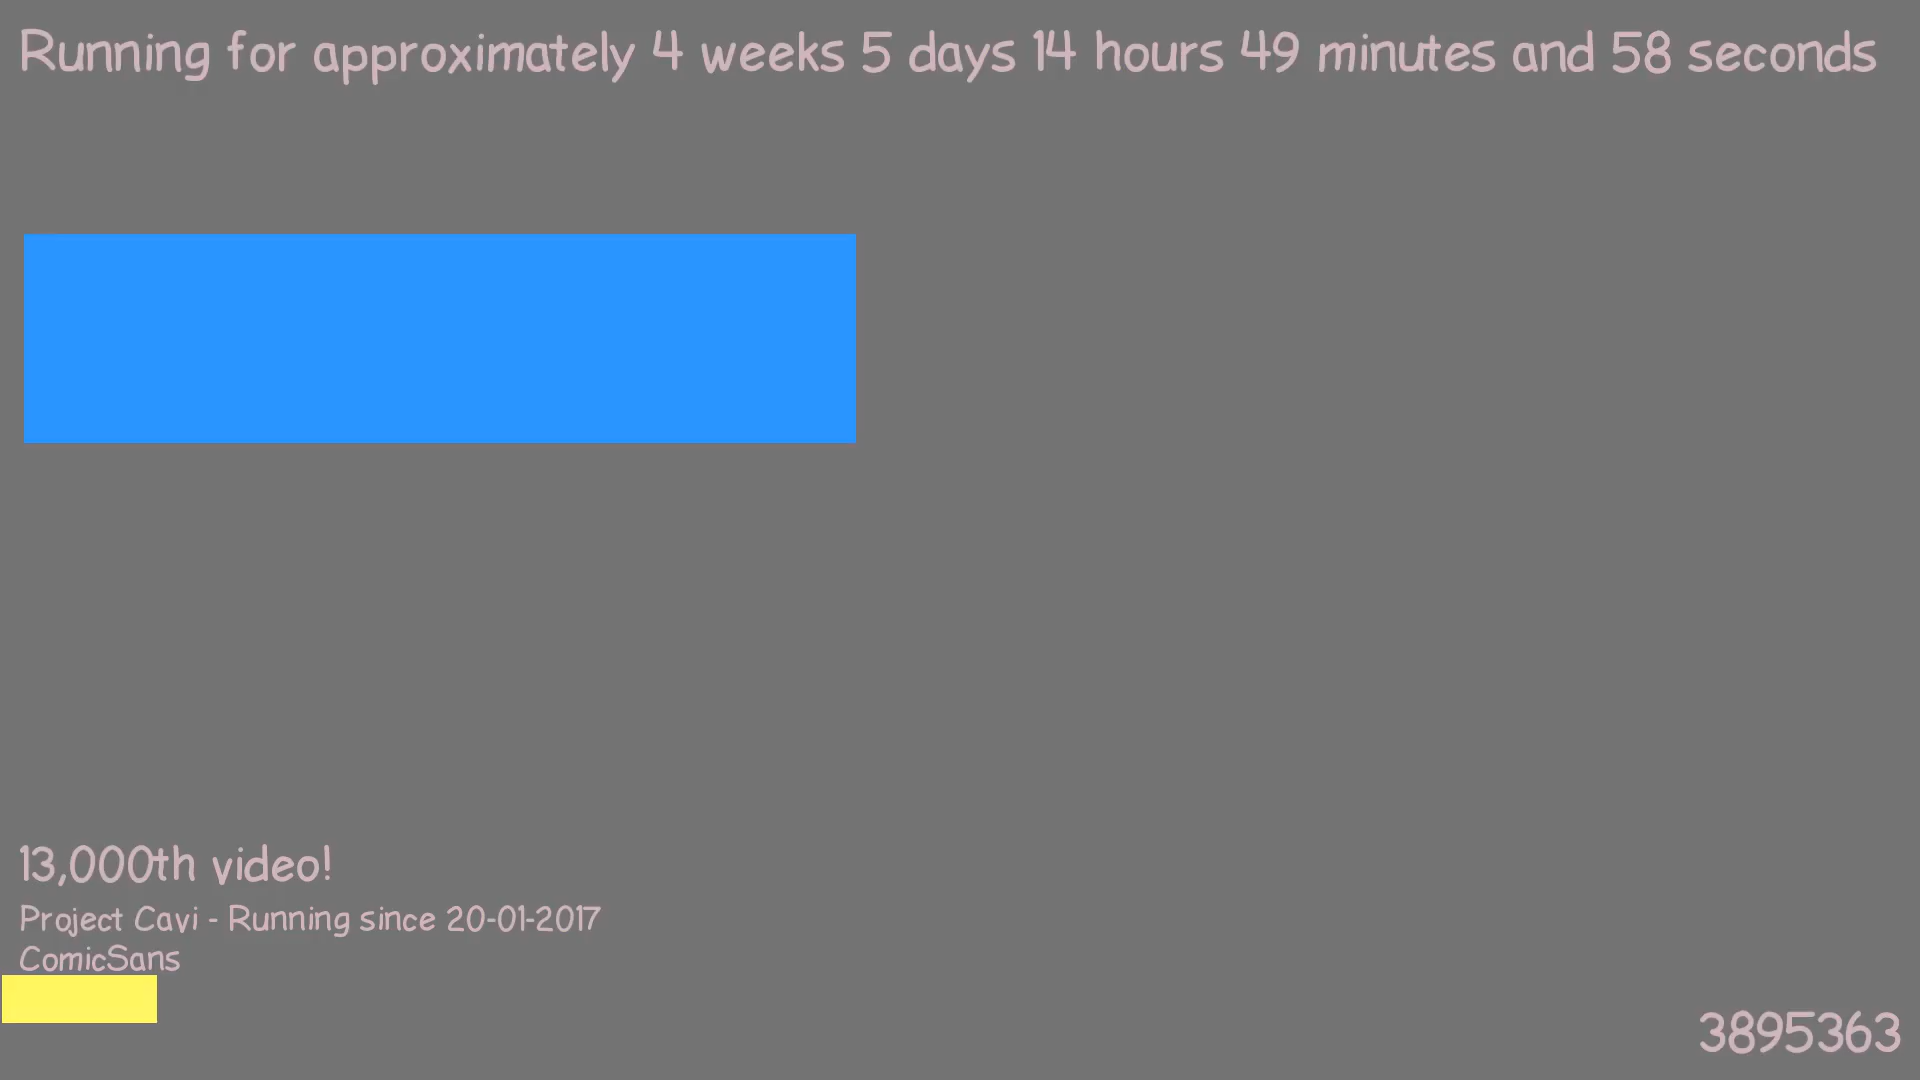 Running for approximately 4 weeks 5 days 14 hours 49 minutes and 58 seconds
13,000th video!
Project Cavi - Running since 20-01-2017
ComicSans
3895363